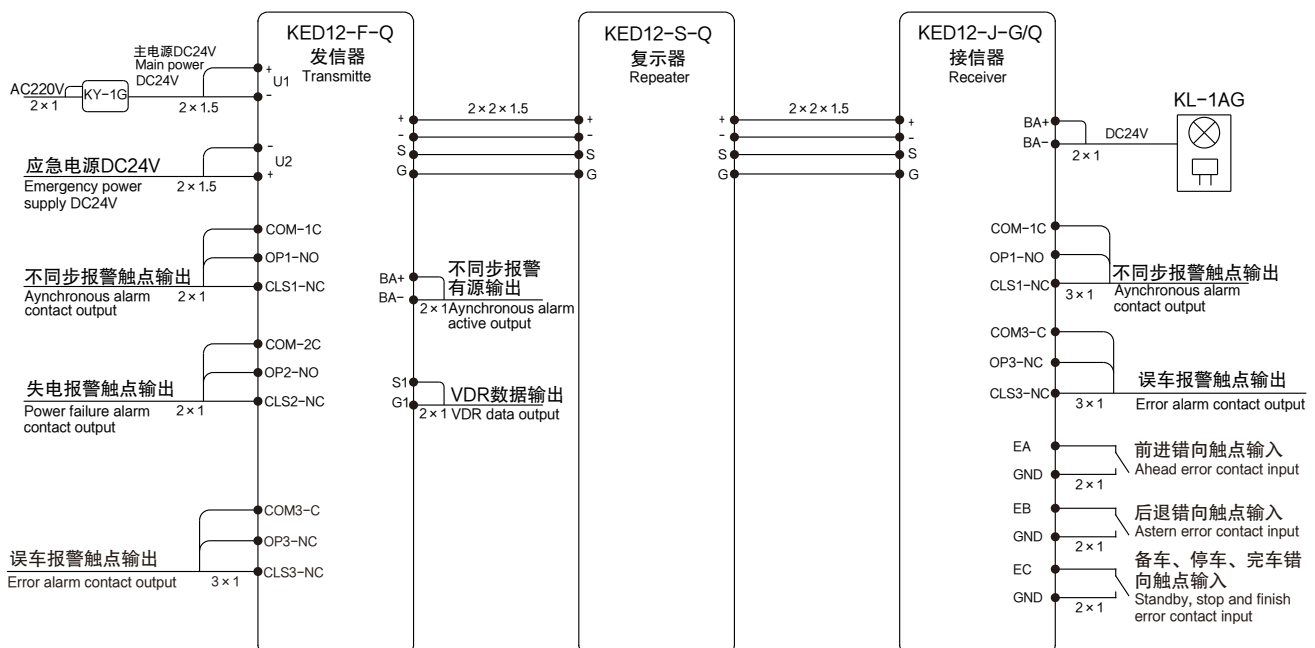 KED12-F-Q
发信器
Transmitte
KED12-S-Q
复示器
Repeater
KED12-J-G/Q
接信器
Receiver
主电源DC24V
Main power
DC24V
AC220V
2×1
KY-1G
2×1.5
+
U1
-
应急电源DC24V
Emergency power
supply DC24V
2×1.5
-
U2
+
COM-1C
OP1-NO
CLS1-NC
不同步报警触点输出
Aynchronous alarm
contact output
2×1
COM-2C
OP2-NO
CLS2-NC
失电报警触点输出
Power failure alarm
contact output
2×1
COM3-C
OP3-NC
CLS3-NC
误车报警触点输出
Error alarm contact output
3×1
+
-
S
G
2×2×1.5
+
-
S
G
BA+
BA-
不同步报警
有源输出
2×1
Aynchronous alarm
active output
S1
G1
VDR数据输出
2×1
VDR data output
+
-
S
G
2×2×1.5
+
-
S
G
BA+
BA-
2×1
DC24V
KL-1AG
COM-1C
OP1-NO
CLS1-NC
3×1
不同步报警触点输出
Aynchronous alarm
contact output
COM3-C
OP3-NC
CLS3-NC
3×1
误车报警触点输出
Error alarm contact output
EA
GND
2×1
前进错向触点输入
Ahead error contact input
EB
GND
2×1
后退错向触点输入
Astern error contact input
EC
GND
2×1
备车、停车、完车错
向触点输入
Standby, stop and finish
error contact input